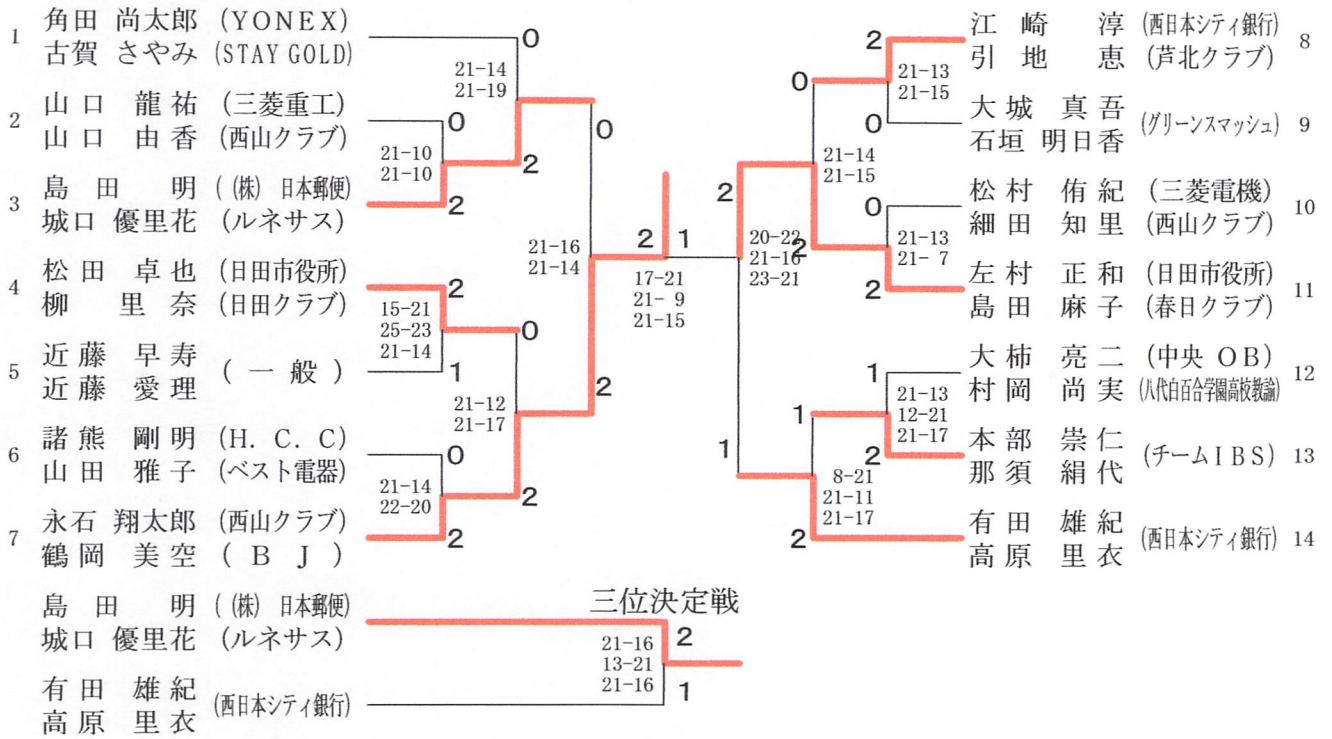 1 角田 尚太郎 (YONEX)
古賀 さやみ (STAY GOLD)
0
21-14
21-19
2 山口 龍祐 (三菱重工)
山口 由香 (西山クラブ)
0
21-10
21-10
2
0
3 島田 明 ((株) 日本郵便)
城口 優里花 (ルネサス)
2
21-16
21-14
4 松田 卓也 (日田市役所)
柳 里奈 (日田クラブ)
2
15-21
25-23
21-14
0
5 近藤 早寿
近藤 愛理 (一般)
1
21-12
21-17
2
6 諸熊 剛明 (H. C. C)
山田 雅子 (ベスト電器)
0
21-14
22-20
2
7 永石 翔太郎 (西山クラブ)
鶴岡 美空 (B J)
2
2 1
17-21
21- 9
21-15
江崎 淳 (西日本シティ銀行) 8
引地 恵 (芦北クラブ)
2
21-13
21-15
0
大城 真吾
石垣 明日香 (グリーンスマッシュ) 9
0
21-14
21-15
2
松村 侑紀 (三菱電機) 10
細田 知里 (西山クラブ)
0
21-13
21- 7
2
20-22
21-16
23-21
左村 正和 (日田市役所) 11
島田 麻子 (春日クラブ)
2
大柿 亮二 (中央 OB) 12
村岡 尚実 (八代白百合学園高校教諭)
1
21-13
12-21
21-17
1
本部 崇仁
那須 絹代 (チームIBS) 13
2
1
8-21
21-11
21-17
有田 雄紀
高原 里衣 (西日本シティ銀行) 14
2
三位決定戦
島田 明 ((株) 日本郵便)
城口 優里花 (ルネサス)
2
21-16
13-21
21-16
1
有田 雄紀
高原 里衣 (西日本シティ銀行)